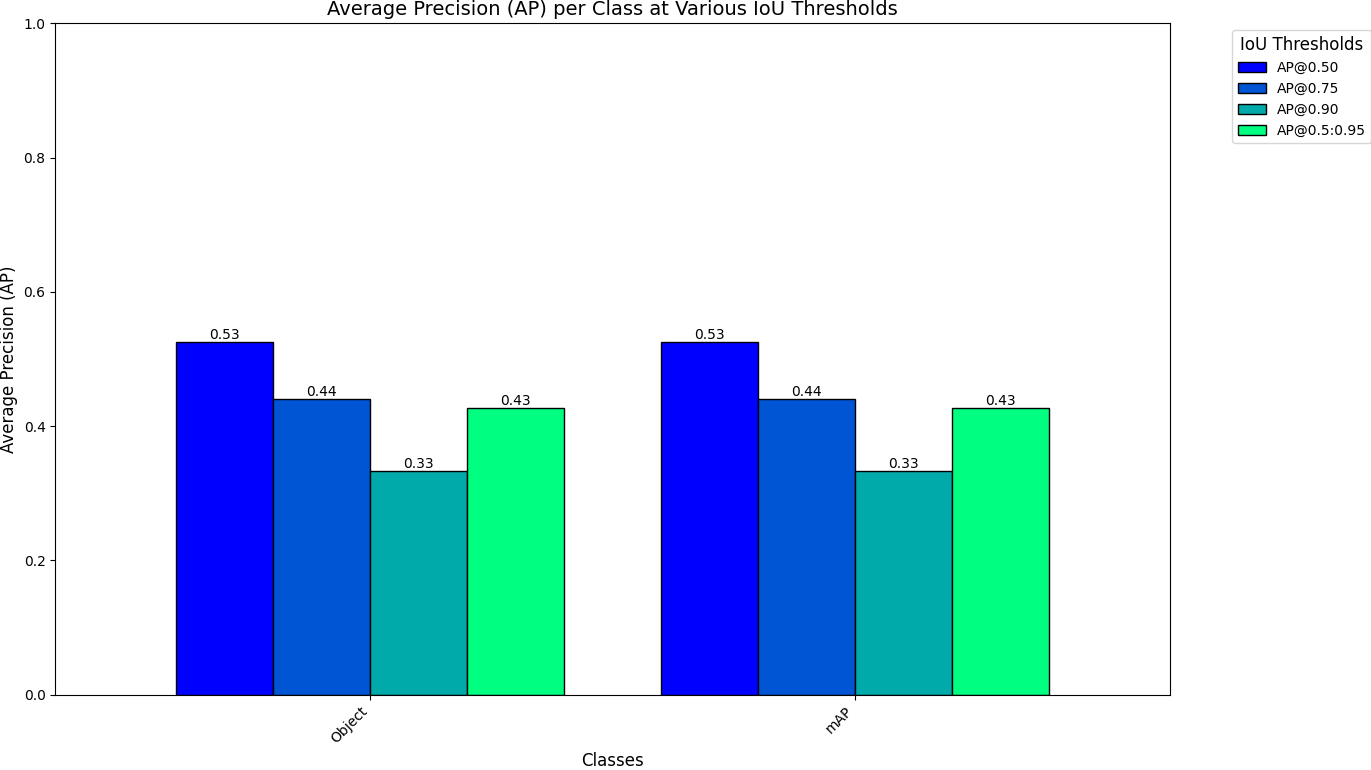 Average Precision (AP) per Class at Various IoU Thresholds
IoU Thresholds
AP@0.50
AP@0.75
AP@0.90
AP@0.5:0.95
Average Precision (AP)
1.0
0.8
0.6
0.4
0.2
0.0
0.53
0.44
0.33
0.43
0.53
0.44
0.33
0.43
Object
mAP
Classes